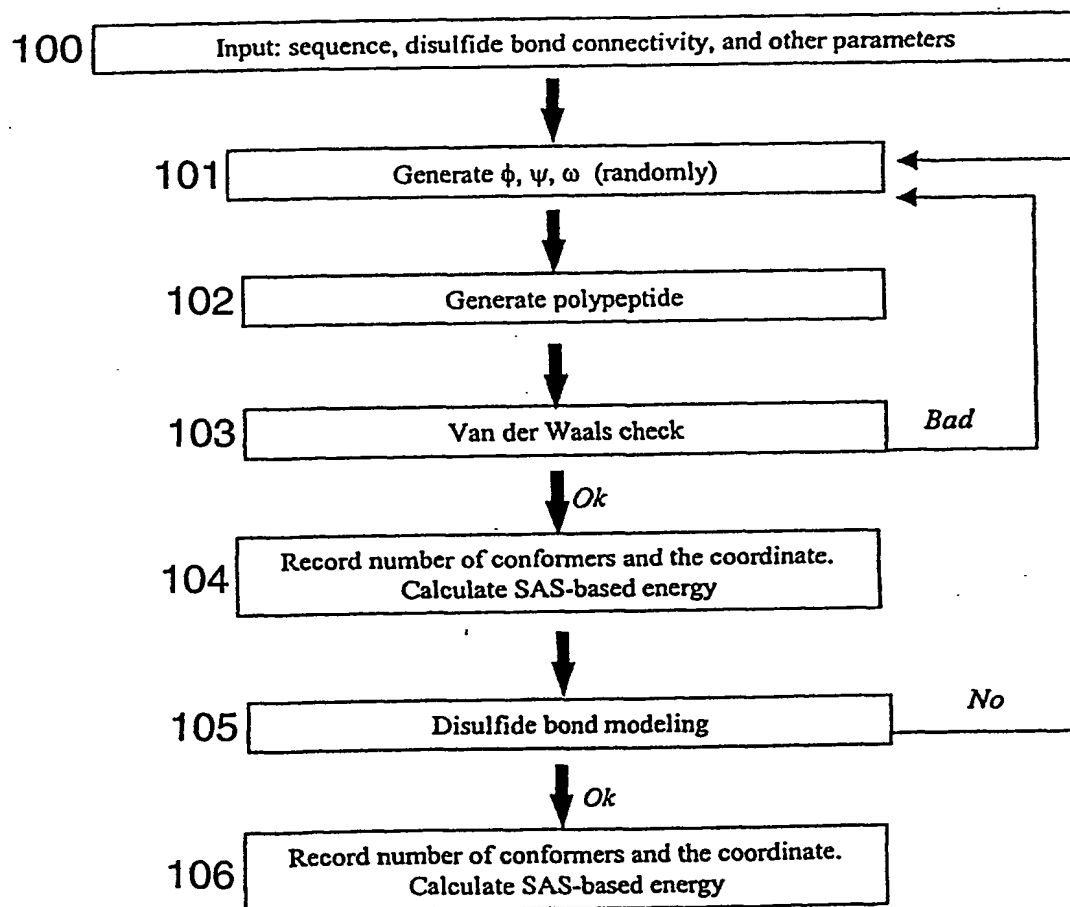 100 Input: sequence, disulfide bond connectivity, and other parameters
101 Generate ϕ, ψ, ω (randomly)
102 Generate polypeptide
103 Van der Waals check Bad
Ok
104 Record number of conformers and the coordinate.
Calculate SAS-based energy
105 Disulfide bond modeling No
Ok
106 Record number of conformers and the coordinate.
Calculate SAS-based energy